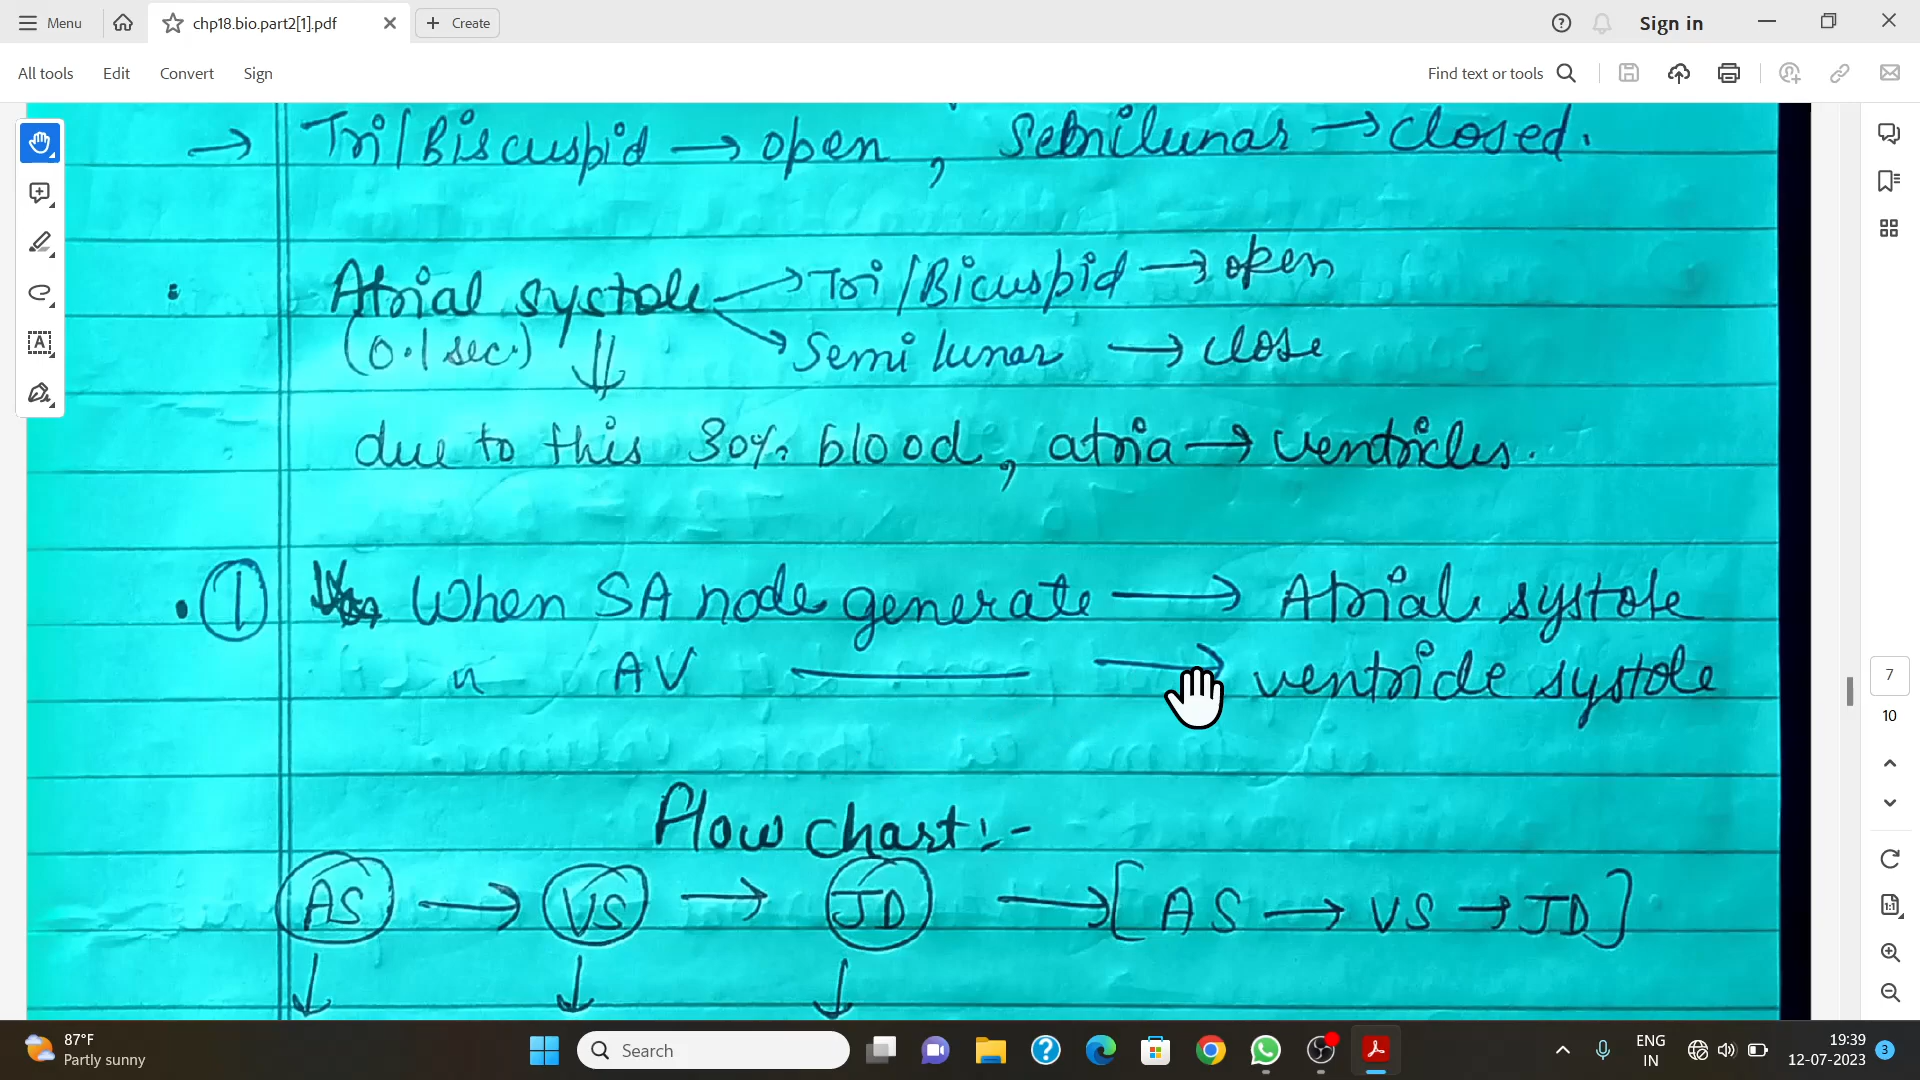 Menu
chp18.bio.part2[1].pdf
Create
Sign in
All tools
Edit
Convert
Sign
Find text or tools
→ Tri/Biscuspid → open, Semilunar → closed.
Atrial systole → Tri/Bicuspid → open
(0.1 sec.) → Semi lunar → close
due to this 30% blood, atria → ventricles.
① When SA node generate → Atrial systole
" AV —— → ventricle systole
Flow chart:-
AS → VS → JD → [AS → VS → JD]
7
10
87°F
Partly sunny
Search
ENG
IN
19:39
12-07-2023
3